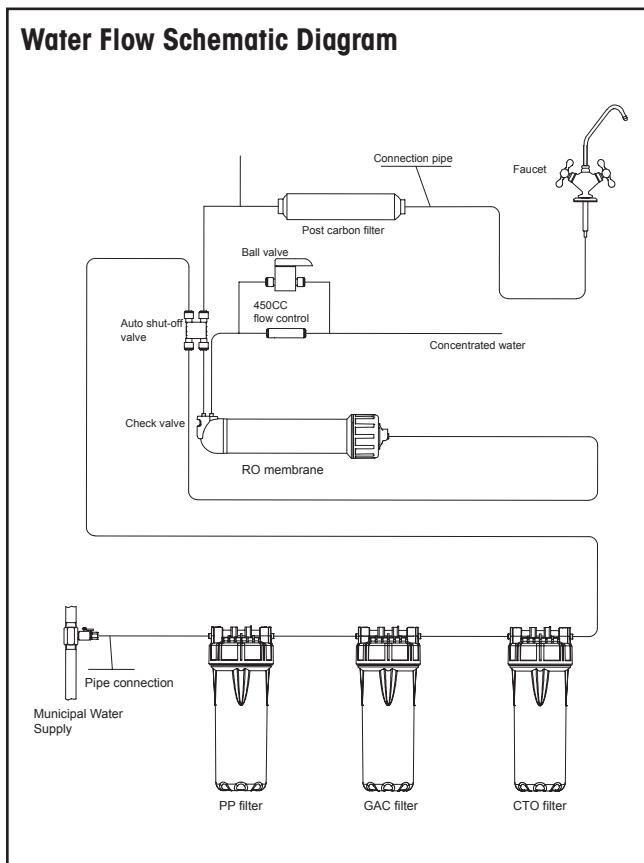 Water Flow Schematic Diagram
Connection pipe
Faucet
Post carbon filter
Ball valve
450CC
flow control
Auto shut-off
valve
Concentrated water
Check valve
RO membrane
Pipe connection
Municipal Water
Supply
PP filter
GAC filter
CTO filter